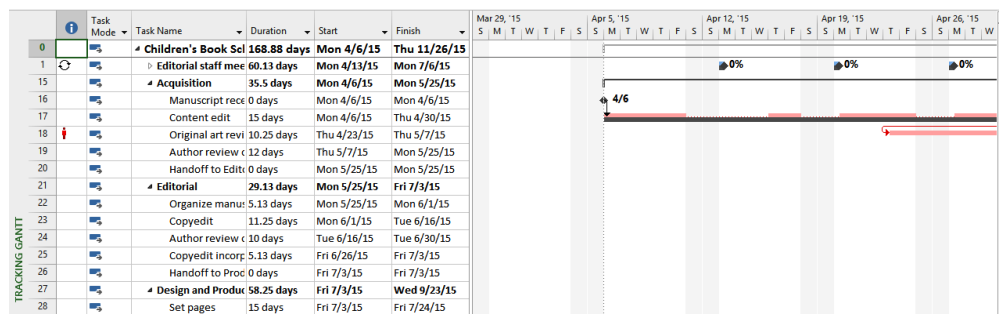 Mar 29, '15 Apr 5, '15 Apr 12, '15 Apr 19, '15 Apr 26, '15
Task Mode Task Name Duration Start Finish S M T W T F S S M T W T F S S M T W T F S S M T W T F S S M T W
0 Children's Book Scl 168.88 days Mon 4/6/15 Thu 11/26/15
1 Editorial staff mee 60.13 days Mon 4/13/15 Mon 7/6/15 0% 0% 0%
15 Acquisition 35.5 days Mon 4/6/15 Mon 5/25/15
16 Manuscript rece 0 days Mon 4/6/15 Mon 4/6/15 4/6
17 Content edit 15 days Mon 4/6/15 Thu 4/30/15
18 Original art revi 10.25 days Thu 4/23/15 Thu 5/7/15
19 Author review c 12 days Thu 5/7/15 Mon 5/25/15
20 Handoff to Edit 0 days Mon 5/25/15 Mon 5/25/15
21 Editorial 29.13 days Mon 5/25/15 Fri 7/3/15
22 Organize manus 5.13 days Mon 5/25/15 Mon 6/1/15
23 Copyedit 11.25 days Mon 6/1/15 Tue 6/16/15
24 Author review c 10 days Tue 6/16/15 Tue 6/30/15
25 Copyedit incorp 5.13 days Fri 6/26/15 Fri 7/3/15
26 Handoff to Prod 0 days Fri 7/3/15 Fri 7/3/15
27 Design and Produc 58.25 days Fri 7/3/15 Wed 9/23/15
28 Set pages 15 days Fri 7/3/15 Fri 7/24/15
TRACKING GANTT